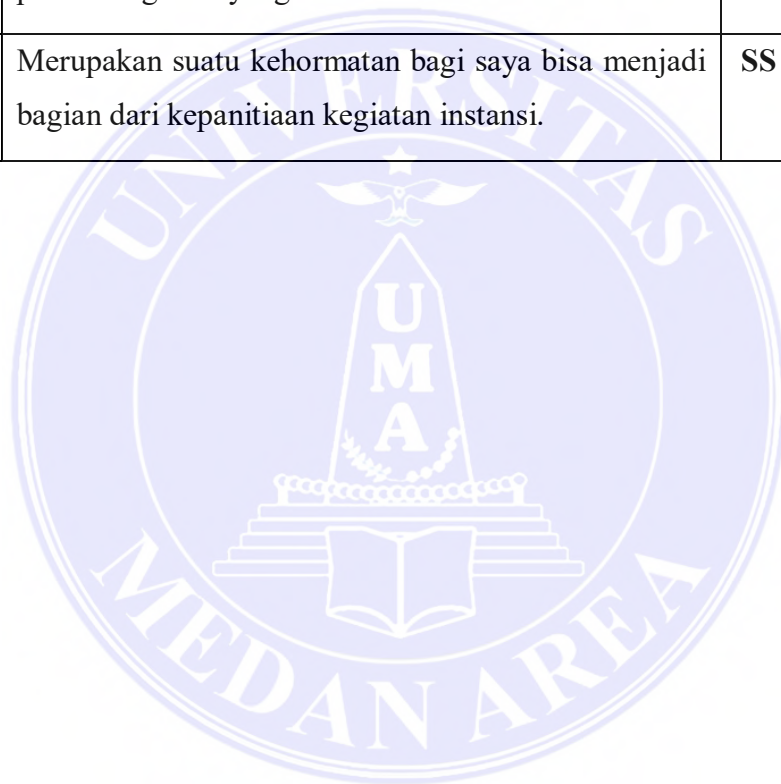 Merupakan suatu kehormatan bagi saya bisa menjadi SS
bagian dari kepanitiaan kegiatan instansi.
UNIVERSITAS
U
M
A
MEDAN AREA